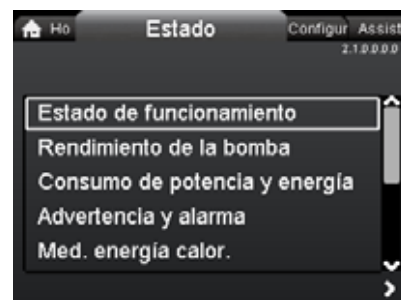 Ho Estado Configur Assist
2.1.0.0.0.0
Estado de funcionamiento
Rendimiento de la bomba
Consumo de potencia y energía
Advertencia y alarma
Med. energía calor.